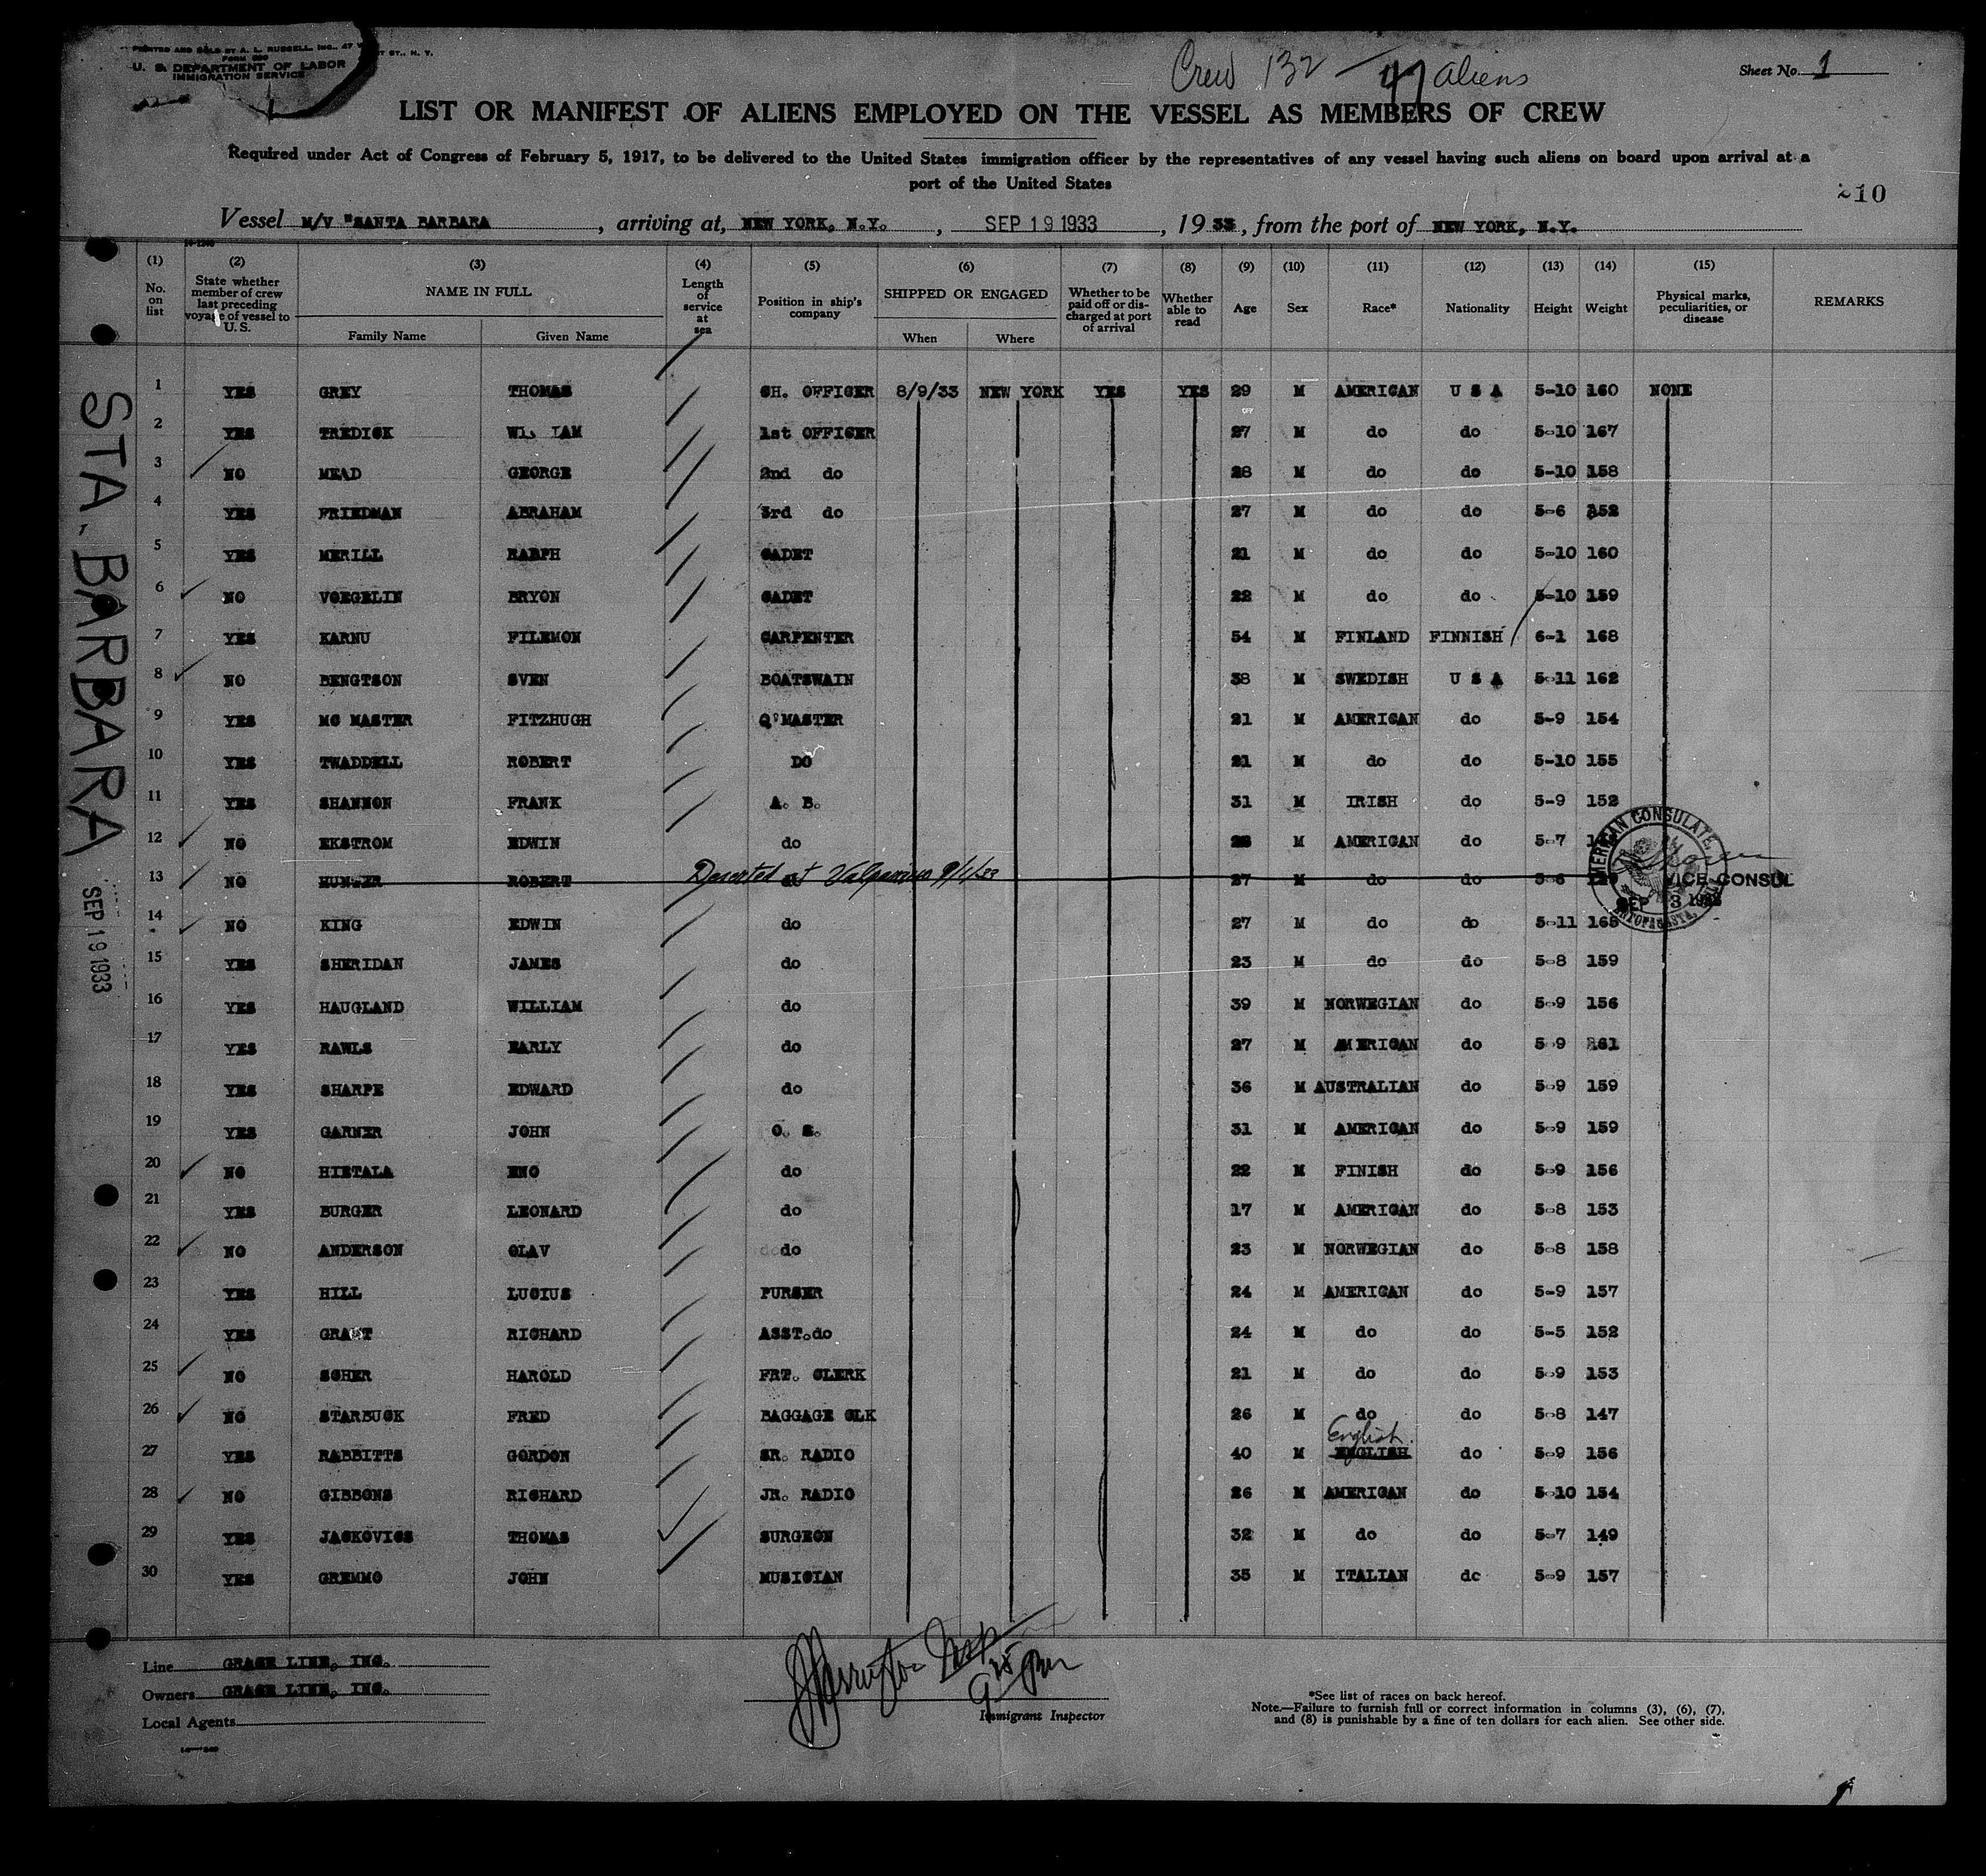 PRINTED AND SOLD BY A. L. RUSSELL, INC., 47 ST., N. Y.
U. S. DEPARTMENT OF LABOR
IMMIGRATION SERVICE
Crew 132 — 47 aliens
Sheet No. 1
LIST OR MANIFEST OF ALIENS EMPLOYED ON THE VESSEL AS MEMBERS OF CREW
Required under Act of Congress of February 5, 1917, to be delivered to the United States immigration officer by the representatives of any vessel having such aliens on board upon arrival at a
port of the United States
210
Vessel M/V "SANTA BARBARA, arriving at, NEW YORK, N.Y., SEP 19 1933, 1933, from the port of NEW YORK, N.Y.
(1) (2) (3) (4) (5) (6) (7) (8) (9) (10) (11) (12) (13) (14) (15)
No. on list State whether member of crew last preceding voyage of vessel to U.S. NAME IN FULL Family Name Given Name Length of service at sea Position in ship's company SHIPPED OR ENGAGED When Where Whether to be paid off or discharged at port of arrival Whether able to read Age Sex Race* Nationality Height Weight Physical marks, peculiarities, or disease REMARKS
1 YES GREY THOMAS CH. OFFICER 8/9/33 NEW YORK YES YES 29 M AMERICAN U S A 5-10 160 NONE
2 YES TREDICK 1st OFFICER 27 M do do 5-10 167
3 NO MEAD GEORGE 2nd do 28 M do do 5-10 158
4 YES FRIEDMAN ABRAHAM 3rd do 27 M do do 5-6 152
5 YES MERILL RALPH CADET 21 M do do 5-10 160
6 NO VOEGELIN BRYON CADET 22 M do do 5-10 159
7 YES KARNU FILEMON CARPENTER 54 M FINLAND FINNISH 6-1 168
8 NO BENGTSON SVEN BOATSWAIN 38 M SWEDISH U S A 5-11 162
9 YES MC MASTER FITZHUGH Q'MASTER 21 M AMERICAN do 5-9 154
10 YES TWADDELL ROBERT DO 21 M do do 5-10 155
11 YES SHANNON FRANK A. B. 31 M IRISH do 5-9 152
12 NO EKSTROM EDWIN do 28 M AMERICAN do 5-7
13 NO HUNTER ROBERT Deserted at Valparaiso 9/1/33 27 M do do 5-6
14 NO KING EDWIN do 27 M do do 5-11 165
15 YES SHERIDAN JAMES do 23 M do do 5-8 159
16 YES HAUGLAND WILLIAM do 39 M NORWEGIAN do 5-9 156
17 YES RAWLS EARLY do 27 M AMERICAN do 5-9 161
18 YES SHARPE EDWARD do 36 M AUSTRALIAN do 5-9 159
19 YES GARNER JOHN O. S. 31 M AMERICAN do 5-9 159
20 NO HIETALA ENO do 22 M FINISH do 5-9 156
21 YES BURGER LEONARD do 17 M AMERICAN do 5-8 153
22 NO ANDERSON OLAV do 23 M NORWEGIAN do 5-8 158
23 YES HILL LUCIUS PURSER 24 M AMERICAN do 5-9 157
24 YES GRANT RICHARD ASST.do 24 M do do 5-5 152
25 NO SCHER HAROLD FRT. CLERK 21 M do do 5-9 153
26 NO STARBUCK FRED BAGGAGE CLK 26 M do do 5-8 147
English
27 YES RABBITTS GORDON SR. RADIO 40 M ENGLISH do 5-9 156
28 NO GIBBONS RICHARD JR. RADIO 26 M AMERICAN do 5-10 154
29 YES JACKOVICS THOMAS SURGEON 32 M do do 5-7 149
30 YES GREMMO JOHN MUSICIAN 35 M ITALIAN do 5-9 157
AMERICAN CONSULATE
VICE CONSUL
SEP 3 1933
ANTOFAGASTA
STA. BARBARA
SEP 19 1933
Line GRACE LINE, INC.
Owners GRACE LINE, INC.
Local Agents
Immigrant Inspector
*See list of races on back hereof.
Note.—Failure to furnish full or correct information in columns (3), (6), (7),
and (8) is punishable by a fine of ten dollars for each alien. See other side.